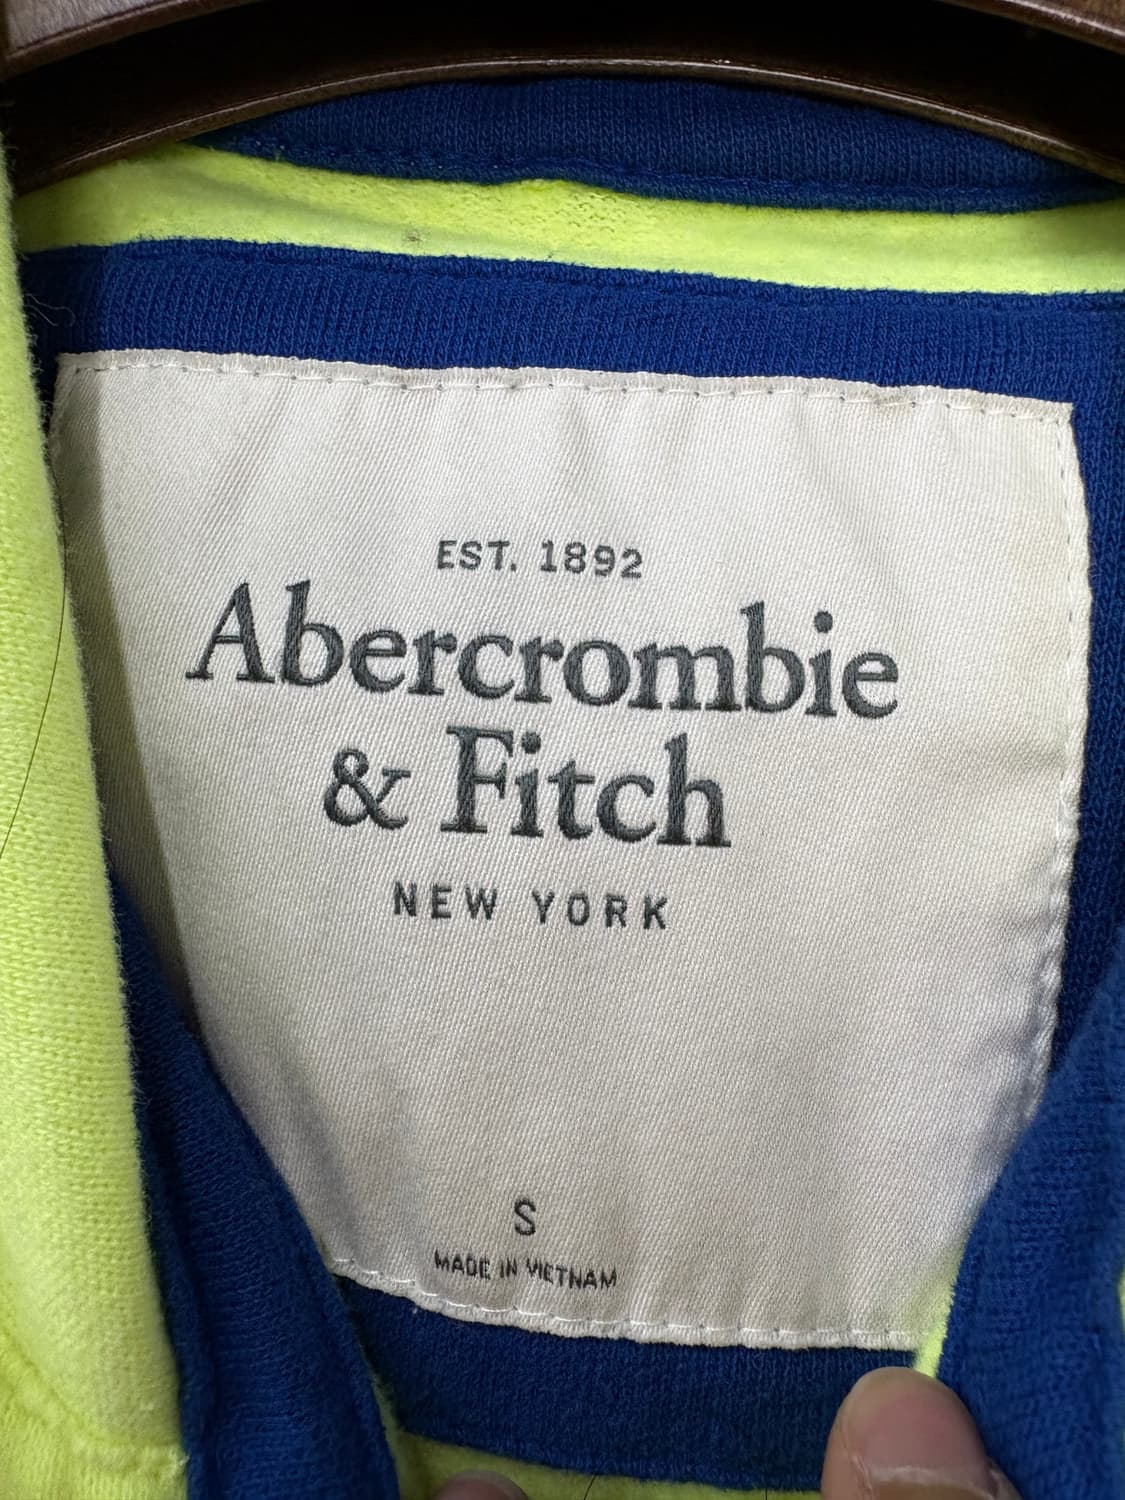 EST. 1892
Abercrombie
& Fitch
NEW YORK
S
MADE IN VIETNAM